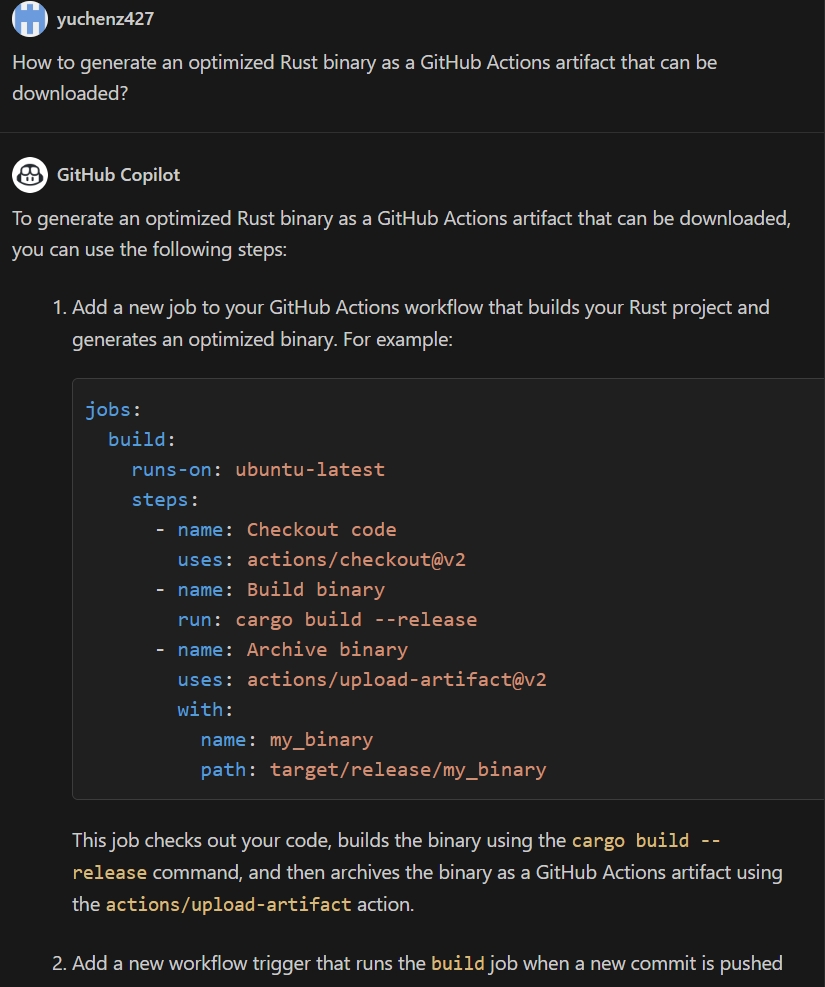 yuchenz427
How to generate an optimized Rust binary as a GitHub Actions artifact that can be
downloaded?
GitHub Copilot
To generate an optimized Rust binary as a GitHub Actions artifact that can be downloaded,
you can use the following steps:
1. Add a new job to your GitHub Actions workflow that builds your Rust project and
generates an optimized binary. For example:
jobs:
  build:
    runs-on: ubuntu-latest
    steps:
      - name: Checkout code
        uses: actions/checkout@v2
      - name: Build binary
        run: cargo build --release
      - name: Archive binary
        uses: actions/upload-artifact@v2
        with:
          name: my_binary
          path: target/release/my_binary
This job checks out your code, builds the binary using the cargo build --
release command, and then archives the binary as a GitHub Actions artifact using
the actions/upload-artifact action.
2. Add a new workflow trigger that runs the build job when a new commit is pushed